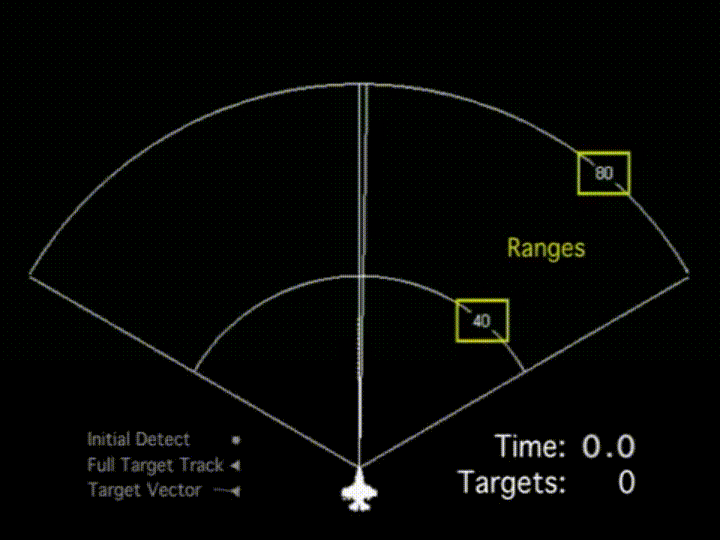 80
Ranges
40
Initial Detect
Full Target Track
Target Vector
Time: 0.0
Targets: 0